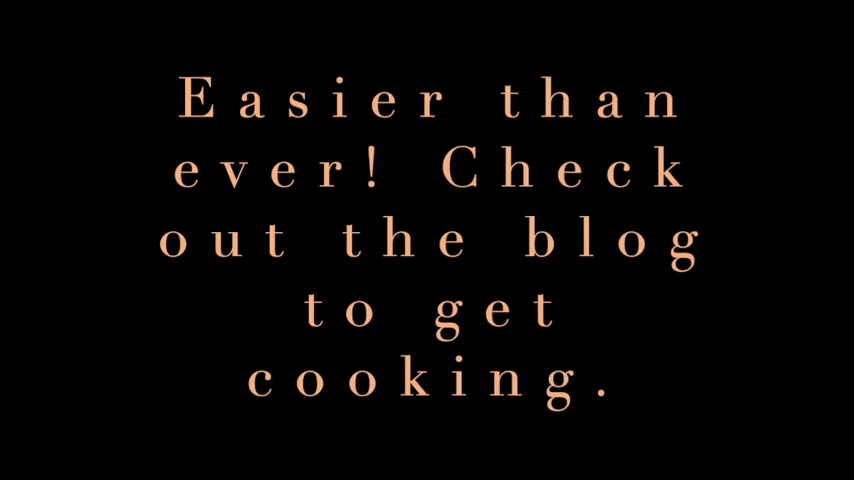 Easier than
ever! Check
out the blog
to get
cooking.